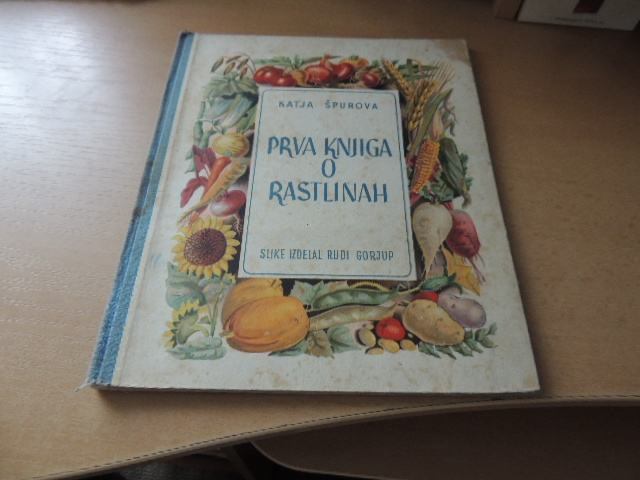 KATJA ŠPUROVA
PRVA KNJIGA
O
RASTLINAH
SLIKE IZDELAL RUDI GORJUP